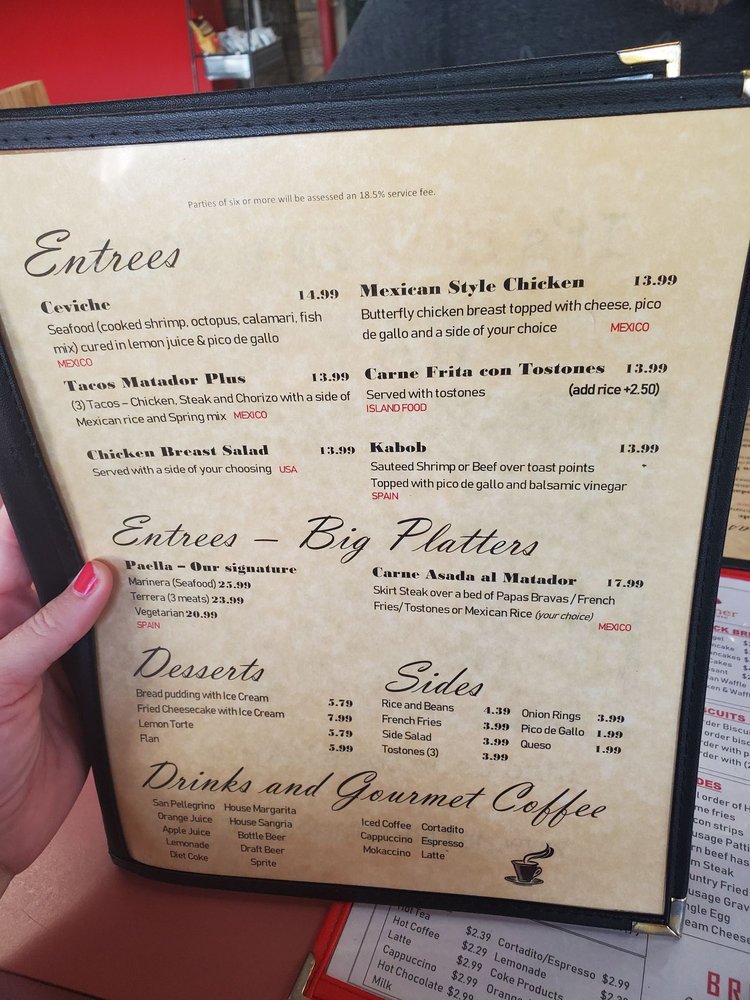 Parties of six or more will be assessed an 18.5% service fee.
Entrees
Ceviche 14.99
Seafood (cooked shrimp, octopus, calamari, fish
mix) cured in lemon juice & pico de gallo
MEXICO
Tacos Matador Plus 13.99
(3) Tacos – Chicken, Steak and Chorizo with a side of
Mexican rice and Spring mix MEXICO
Chicken Breast Salad 13.99
Served with a side of your choosing USA
Mexican Style Chicken 13.99
Butterfly chicken breast topped with cheese, pico
de gallo and a side of your choice MEXICO
Carne Frita con Tostones 13.99
Served with tostones (add rice +2.50)
ISLAND FOOD
Kabob 13.99
Sauteed Shrimp or Beef over toast points
Topped with pico de gallo and balsamic vinegar
SPAIN
Entrees – Big Platters
Paella – Our signature
Marinera (Seafood) 25.99
Terrera (3 meats) 23.99
Vegetarian 20.99
SPAIN
Carne Asada al Matador 17.99
Skirt Steak over a bed of Papas Bravas / French
Fries/Tostones or Mexican Rice (your choice)
MEXICO
Desserts
Bread pudding with Ice Cream 5.79
Fried Cheesecake with Ice Cream 7.99
Lemon Torte 5.79
Flan 5.99
Sides
Rice and Beans 4.39
French Fries 3.99
Side Salad 3.99
Tostones (3) 3.99
Onion Rings 3.99
Pico de Gallo 1.99
Queso 1.99
Drinks and Gourmet Coffee
San Pellegrino
Orange Juice
Apple Juice
Lemonade
Diet Coke
House Margarita
House Sangria
Bottle Beer
Draft Beer
Sprite
Iced Coffee
Cappuccino
Mokaccino
Cortadito
Espresso
Latte
Hot Tea $2.39
Hot Coffee $2.29
Latte $2.99
Cappuccino $2.99
Hot Chocolate $2.99
Milk
Cortadito/Espresso $2.99
Lemonade
Coke Products